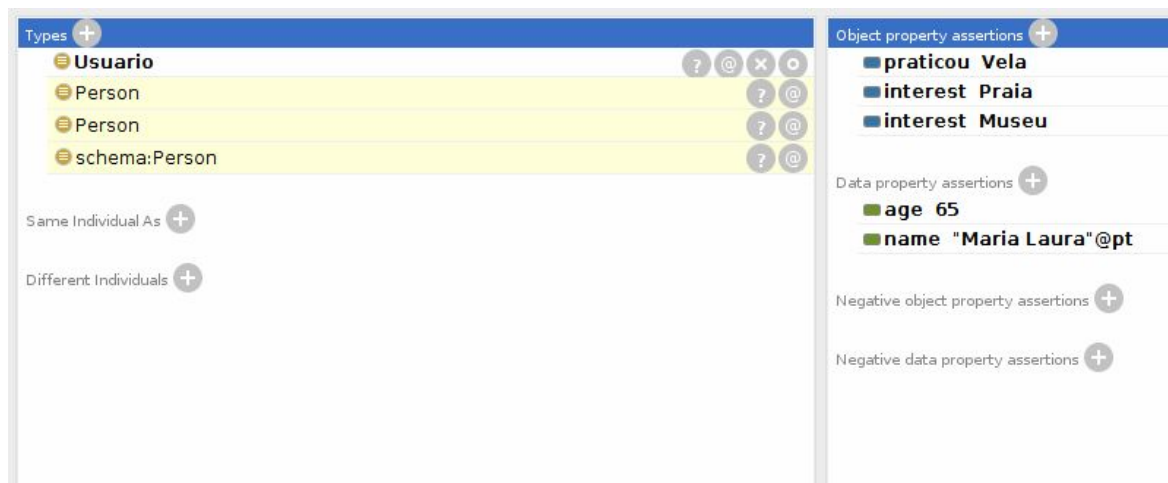 Types
Usuario
Person
Person
schema:Person
Same Individual As
Different Individuals
Object property assertions
praticou Vela
interest Praia
interest Museu
Data property assertions
age 65
name "Maria Laura"@pt
Negative object property assertions
Negative data property assertions